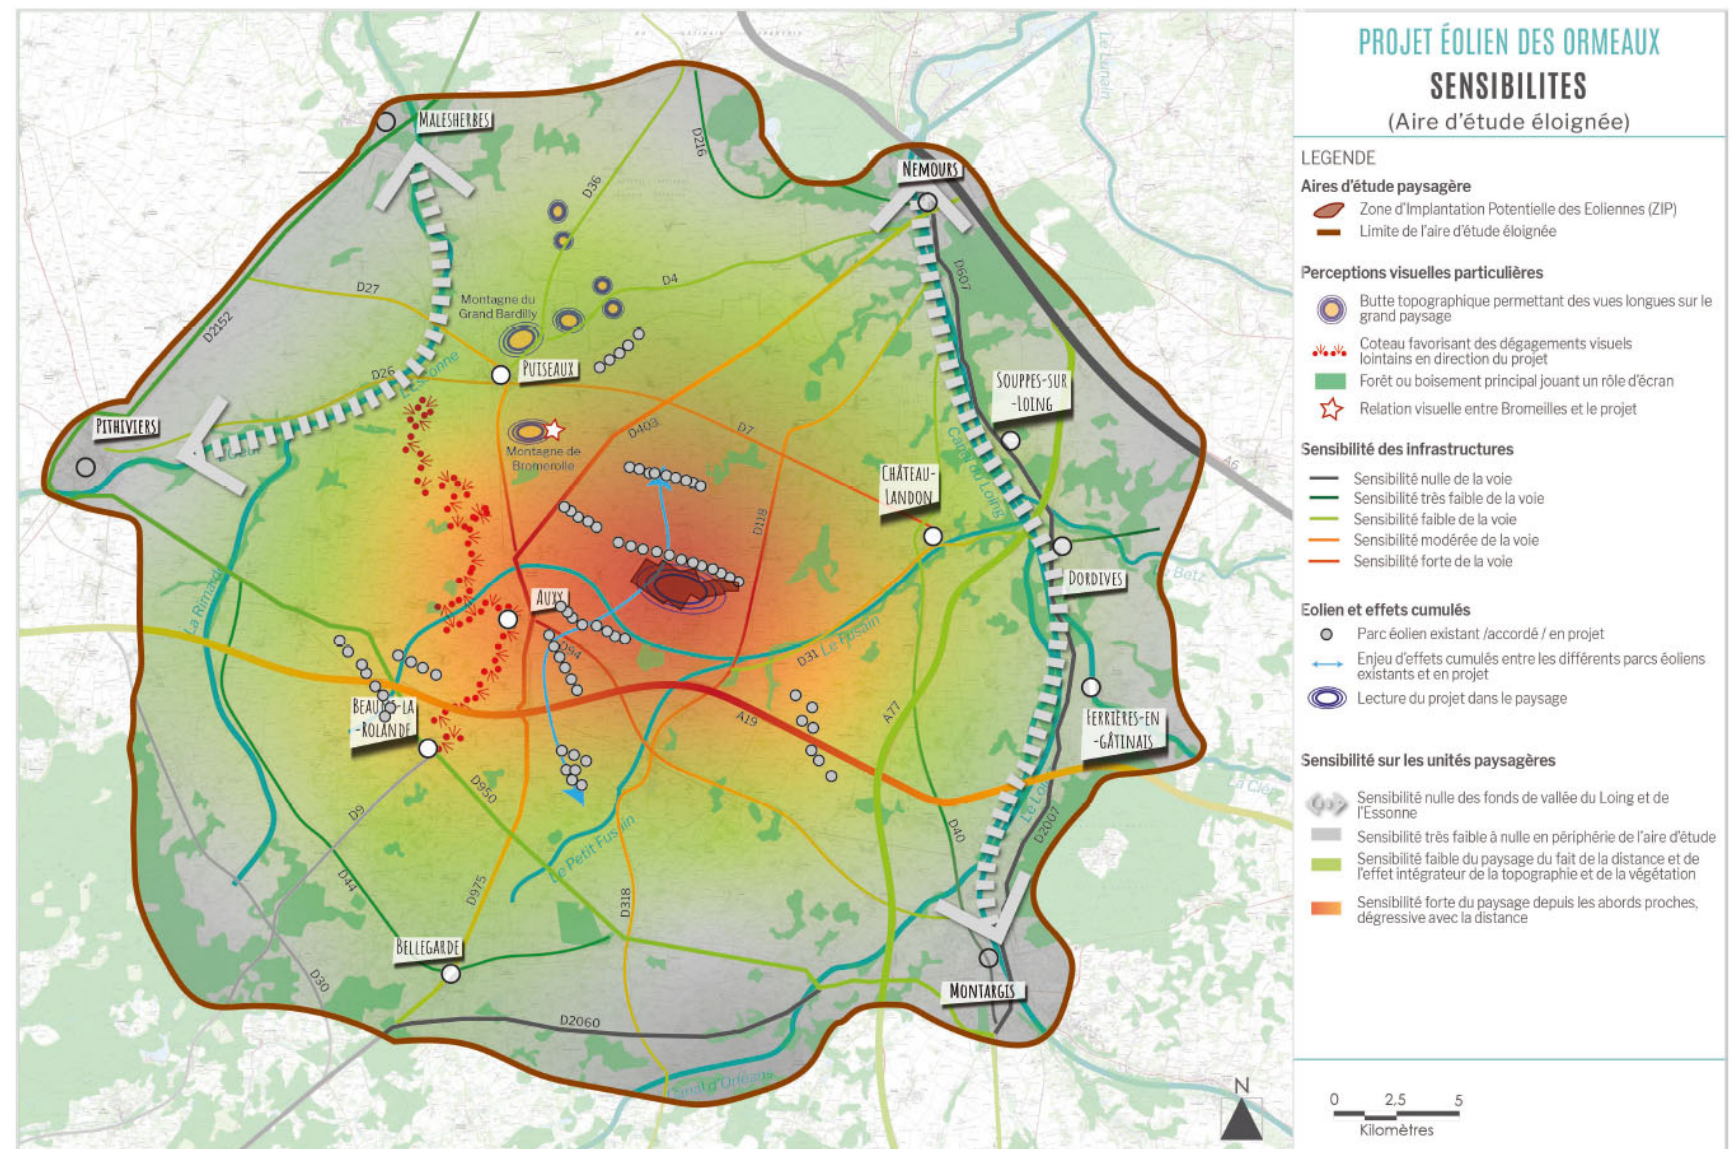 PROJET ÉOLIEN DES ORMEAUX
SENSIBILITES
(Aire d'étude éloignée)
LEGENDE
Aires d'étude paysagère
Zone d'Implantation Potentielle des Eoliennes (ZIP)
Limite de l'aire d'étude éloignée
Perceptions visuelles particulières
Butte topographique permettant des vues longues sur le
grand paysage
Coteau favorisant des dégagements visuels
lointains en direction du projet
Forêt ou boisement principal jouant un rôle d'écran
Relation visuelle entre Bromeilles et le projet
Sensibilité des infrastructures
Sensibilité nulle de la voie
Sensibilité très faible de la voie
Sensibilité faible de la voie
Sensibilité modérée de la voie
Sensibilité forte de la voie
Eolien et effets cumulés
Parc éolien existant /accordé / en projet
Enjeu d'effets cumulés entre les différents parcs éoliens
existants et en projet
Lecture du projet dans le paysage
Sensibilité sur les unités paysagères
Sensibilité nulle des fonds de vallée du Loing et de
l'Essonne
Sensibilité très faible à nulle en périphérie de l'aire d'étude
Sensibilité faible du paysage du fait de la distance et de
l'effet intégrateur de la topographie et de la végétation
Sensibilité forte du paysage depuis les abords proches,
dégressive avec la distance
0 2,5 5
Kilomètres
N
MALESHERBES
NEMOURS
D216
D36
D607
D27
D4
Montagne du
Grand Bardilly
D2152
PUISEAUX
D26
SOUPPES-SUR
-LOING
PITHIVIERS
D403
D7
Montagne de
Bromerolle
A6
CHÂTEAU-
LANDON
Canal du Loing
D118
Betz
DORDIVES
La Rimarde
AUXY
D94
D31
Le Fusain
BEAUNE-LA
-ROLANDE
A19
A77
FERRIÈRES-EN
-GÂTINAIS
D950
D9
Le Petit Fusain
D40
D2007
D44
D975
D318
BELLEGARDE
D30
MONTARGIS
D2060
Canal d'Orléans